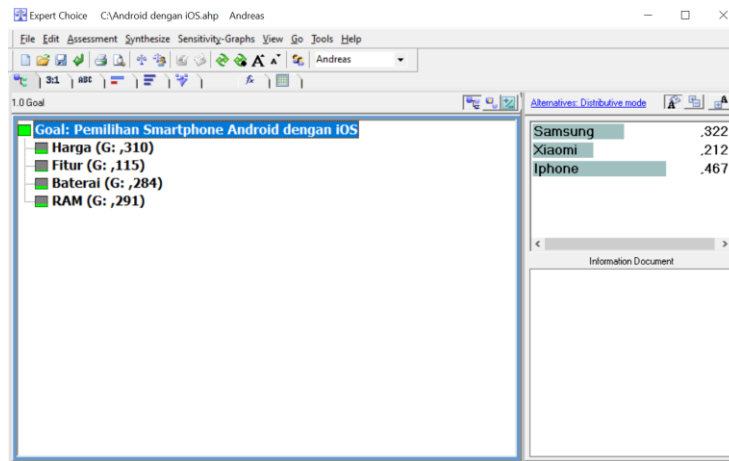 Expert Choice C:\Android dengan iOS.ahp Andreas
File Edit Assessment Synthesize Sensitivity-Graphs View Go Tools Help
Andreas
3:1 ABC fx
1.0 Goal
Alternatives: Distributive mode
Goal: Pemilihan Smartphone Android dengan iOS
Harga (G: ,310)
Fitur (G: ,115)
Baterai (G: ,284)
RAM (G: ,291)
Samsung ,322
Xiaomi ,212
Iphone ,467
Information Document